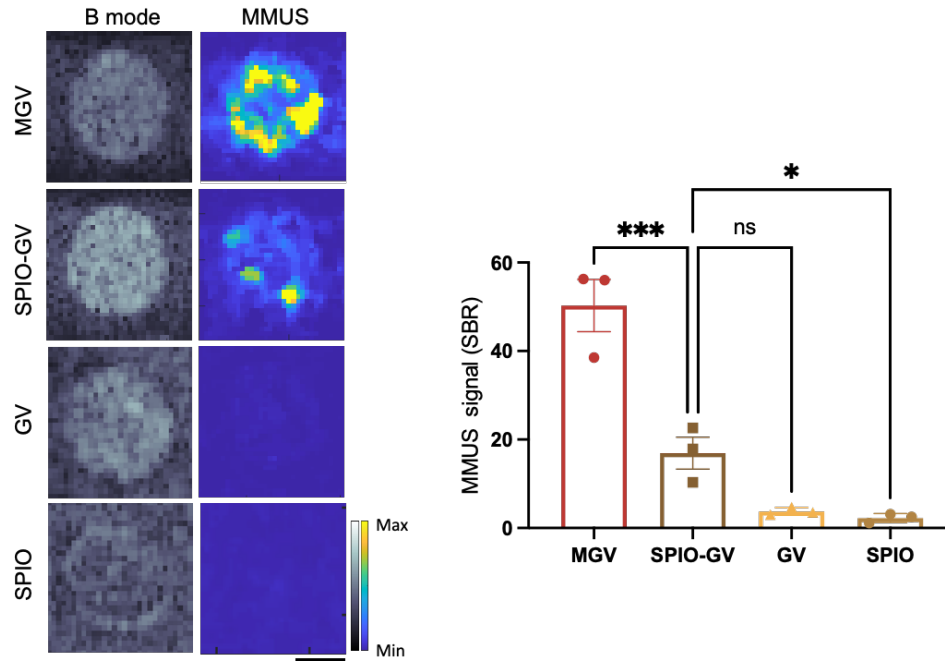 B mode MMUS
MGV
SPIO-GV
GV
SPIO
Max
Min
*
*** ns
MMUS signal (SBR)
60
40
20
0
MGV SPIO-GV GV SPIO